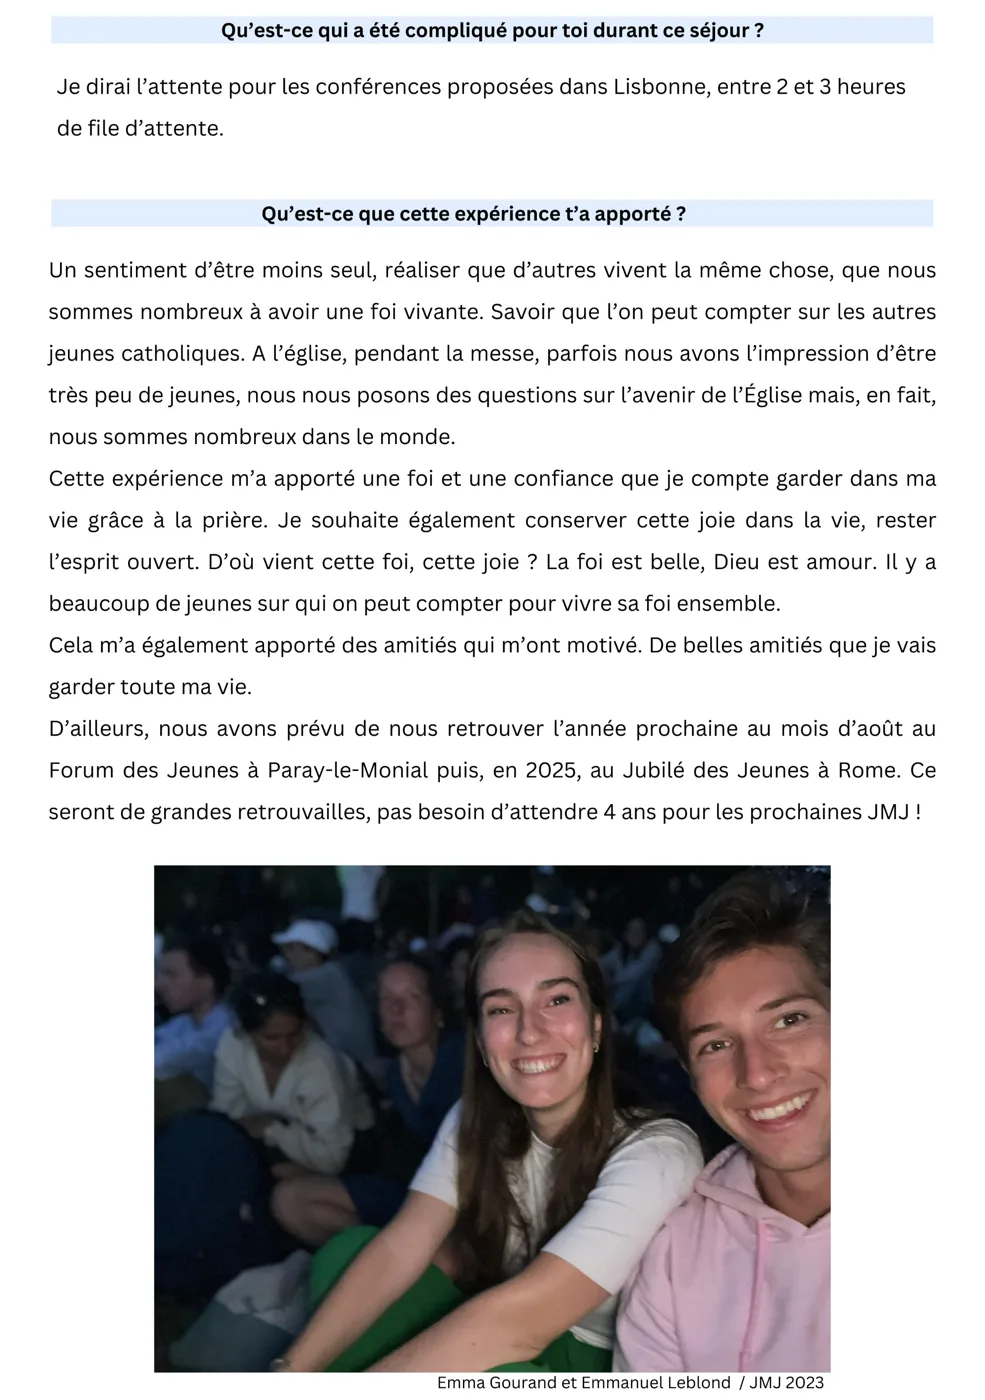 Qu’est-ce qui a été compliqué pour toi durant ce séjour ?
Je dirai l’attente pour les conférences proposées dans Lisbonne, entre 2 et 3 heures
de file d’attente.
Qu’est-ce que cette expérience t’a apporté ?
Un sentiment d’être moins seul, réaliser que d’autres vivent la même chose, que nous
sommes nombreux à avoir une foi vivante. Savoir que l’on peut compter sur les autres
jeunes catholiques. A l’église, pendant la messe, parfois nous avons l’impression d’être
très peu de jeunes, nous nous posons des questions sur l’avenir de l’Église mais, en fait,
nous sommes nombreux dans le monde.
Cette expérience m’a apporté une foi et une confiance que je compte garder dans ma
vie grâce à la prière. Je souhaite également conserver cette joie dans la vie, rester
l’esprit ouvert. D’où vient cette foi, cette joie ? La foi est belle, Dieu est amour. Il y a
beaucoup de jeunes sur qui on peut compter pour vivre sa foi ensemble.
Cela m’a également apporté des amitiés qui m’ont motivé. De belles amitiés que je vais
garder toute ma vie.
D’ailleurs, nous avons prévu de nous retrouver l’année prochaine au mois d’août au
Forum des Jeunes à Paray-le-Monial puis, en 2025, au Jubilé des Jeunes à Rome. Ce
seront de grandes retrouvailles, pas besoin d’attendre 4 ans pour les prochaines JMJ !
Emma Gourand et Emmanuel Leblond / JMJ 2023